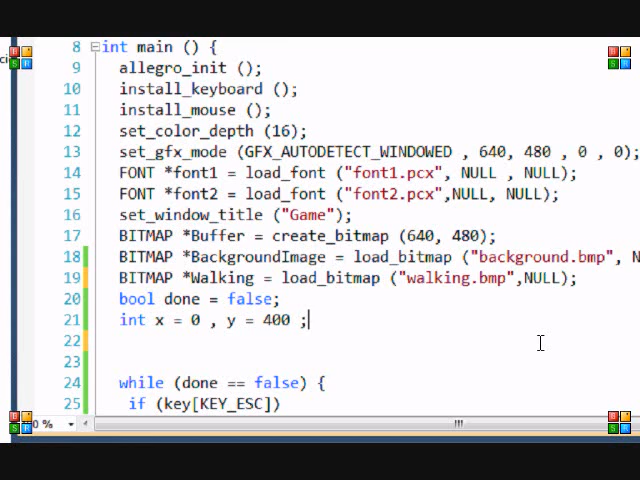 8 int main () {
9 allegro_init ();
10 install_keyboard ();
11 install_mouse ();
12 set_color_depth (16);
13 set_gfx_mode (GFX_AUTODETECT_WINDOWED , 640, 480 , 0 , 0);
14 FONT *font1 = load_font ("font1.pcx", NULL , NULL);
15 FONT *font2 = load_font ("font2.pcx",NULL, NULL);
16 set_window_title ("Game");
17 BITMAP *Buffer = create_bitmap (640, 480);
18 BITMAP *BackgroundImage = load_bitmap ("background.bmp", N
19 BITMAP *Walking = load_bitmap ("walking.bmp",NULL);
20 bool done = false;
21 int x = 0 , y = 400 ;
22
23
24 while (done == false) {
25 if (key[KEY_ESC])
0 %